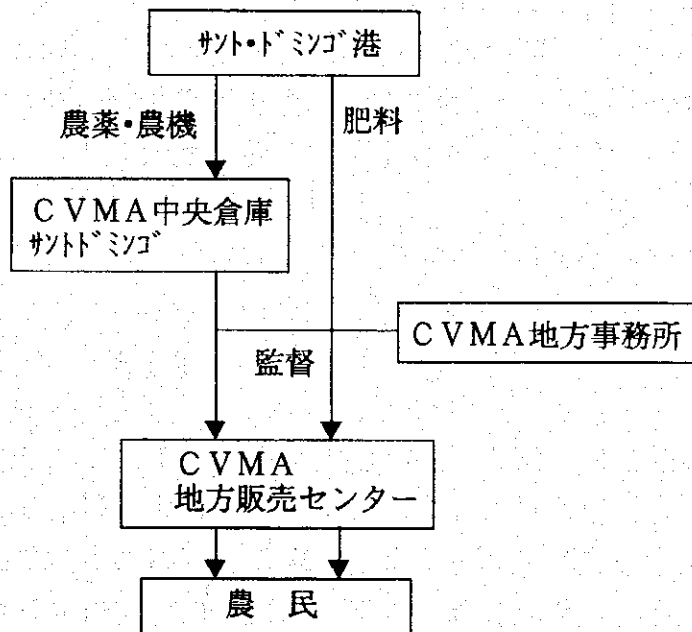 ｻﾝﾄ・ﾄﾞﾐﾝｺﾞ港
農薬・農機
肥料
ＣＶＭＡ中央倉庫
ｻﾝﾄﾄﾞﾐﾝｺﾞ
ＣＶＭＡ地方事務所
監督
ＣＶＭＡ
地方販売センター
農 民